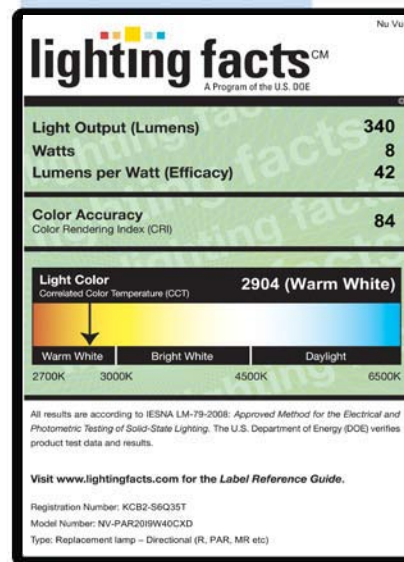 Nu Vu
lighting facts CM
A Program of the U.S. DOE
Light Output (Lumens) 340
Watts 8
Lumens per Watt (Efficacy) 42
Color Accuracy 84
Color Rendering Index (CRI)
Light Color 2904 (Warm White)
Correlated Color Temperature (CCT)
Warm White Bright White Daylight
2700K 3000K 4500K 6500K
All results are according to IESNA LM-79-2008: Approved Method for the Electrical and
Photometric Testing of Solid-State Lighting. The U.S. Department of Energy (DOE) verifies
product test data and results.
Visit www.lightingfacts.com for the Label Reference Guide.
Registration Number: KCB2-S6Q35T
Model Number: NV-PAR20I9W40CXD
Type: Replacement lamp – Directional (R, PAR, MR etc)